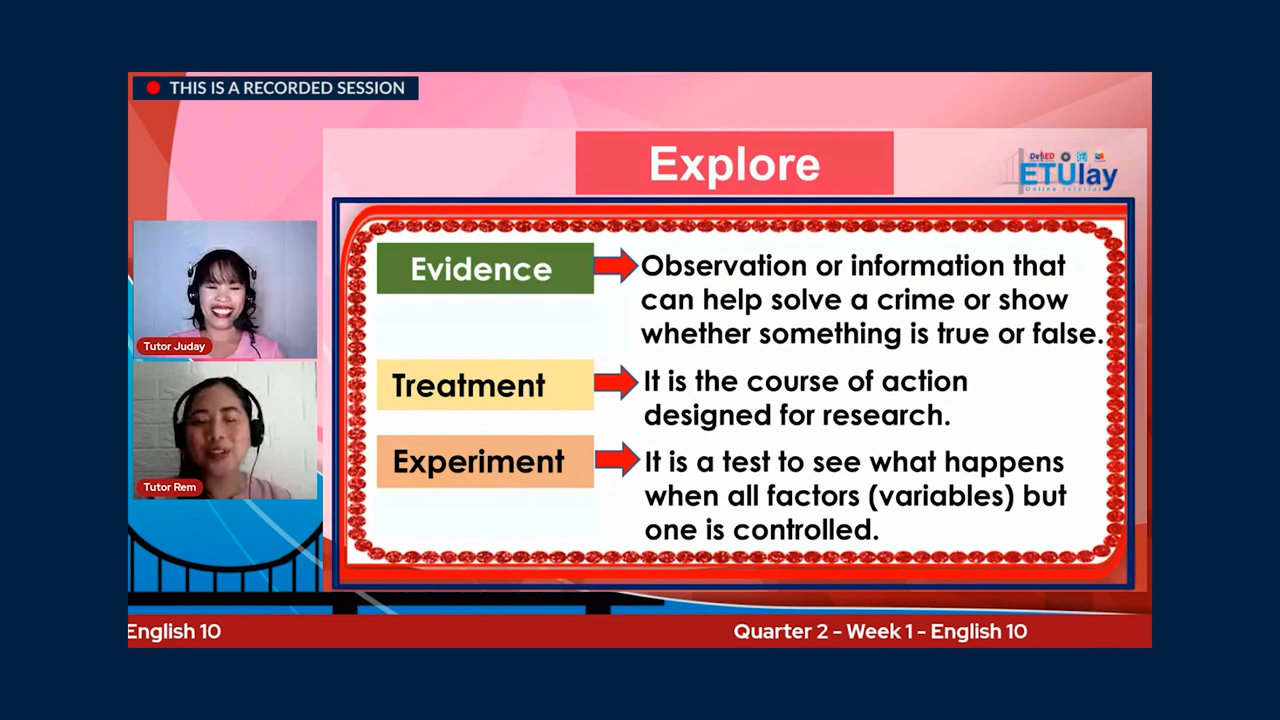 THIS IS A RECORDED SESSION
Explore
DepED
ETUlay
Online Tutorial
Evidence
Observation or information that
can help solve a crime or show
whether something is true or false.
Treatment
It is the course of action
designed for research.
Experiment
It is a test to see what happens
when all factors (variables) but
one is controlled.
Tutor Juday
Tutor Rem
English 10
Quarter 2 - Week 1 - English 10